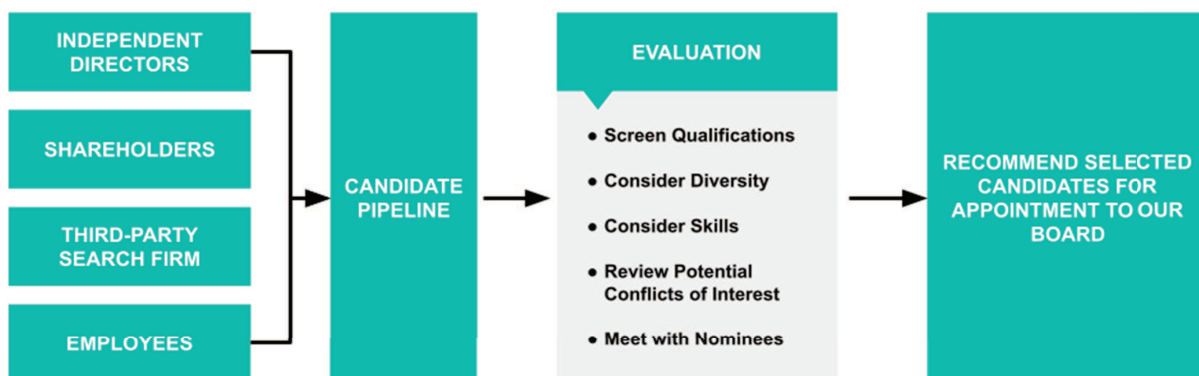 INDEPENDENT
DIRECTORS
SHAREHOLDERS
THIRD-PARTY
SEARCH FIRM
EMPLOYEES
CANDIDATE
PIPELINE
EVALUATION
● Screen Qualifications
● Consider Diversity
● Consider Skills
● Review Potential
Conflicts of Interest
● Meet with Nominees
RECOMMEND SELECTED
CANDIDATES FOR
APPOINTMENT TO OUR
BOARD